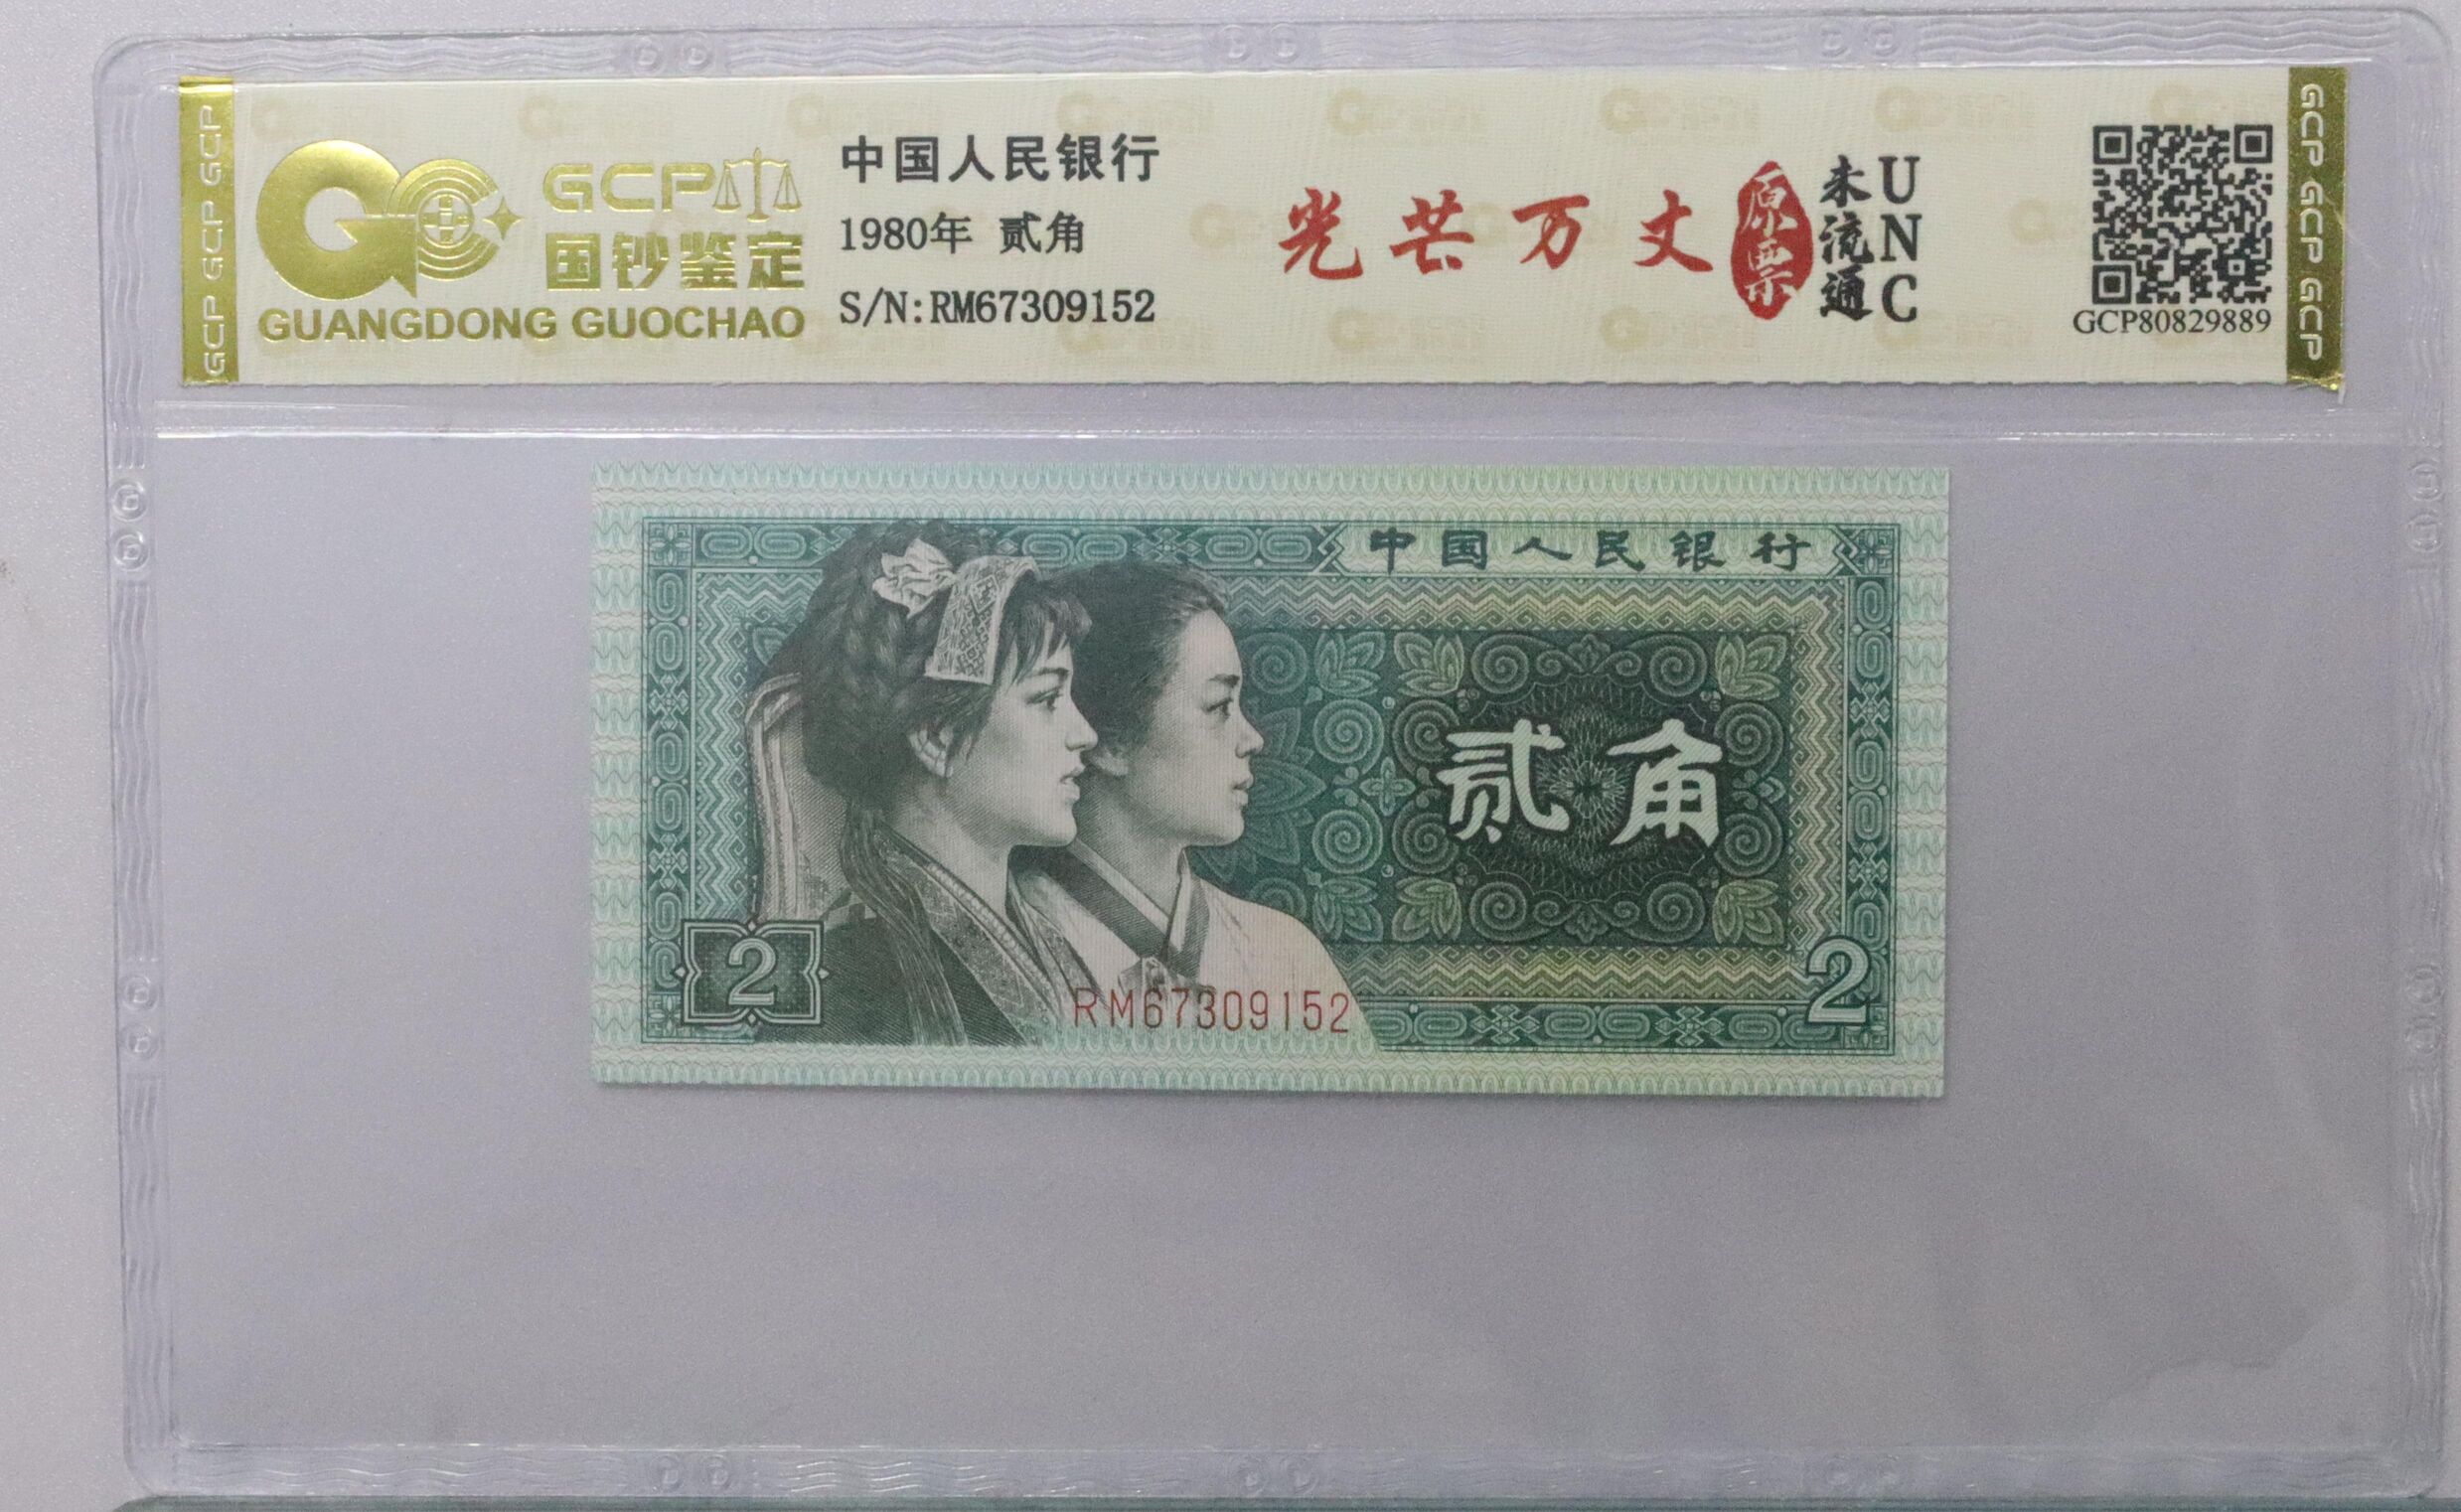 GCP GCP GCP
GCP
国钞鉴定
GUANGDONG GUOCHAO
中国人民银行
1980年 贰角
S/N:RM67309152
光芒万丈
原票
未流通
UNC
GCP80829889
GCP GCP GCP
中国人民银行
贰角
2
RM67309152
2